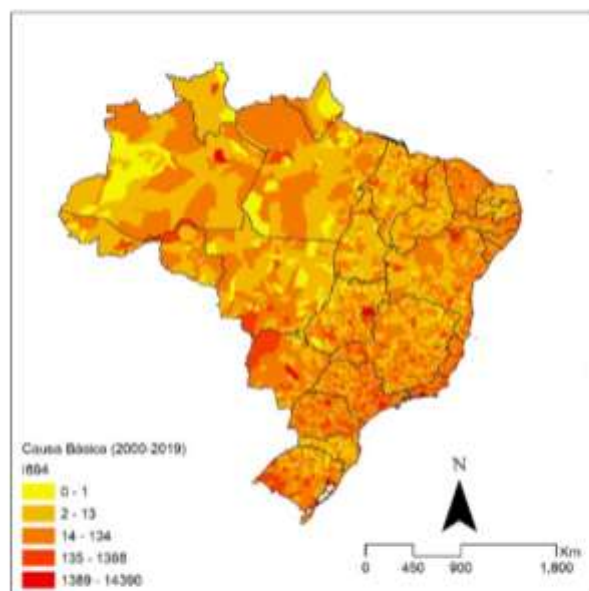 Causa Básica (2000-2019)
I694
0 - 1
2 - 13
14 - 134
135 - 1388
1389 - 14390
N
Km
0 450 900 1,800